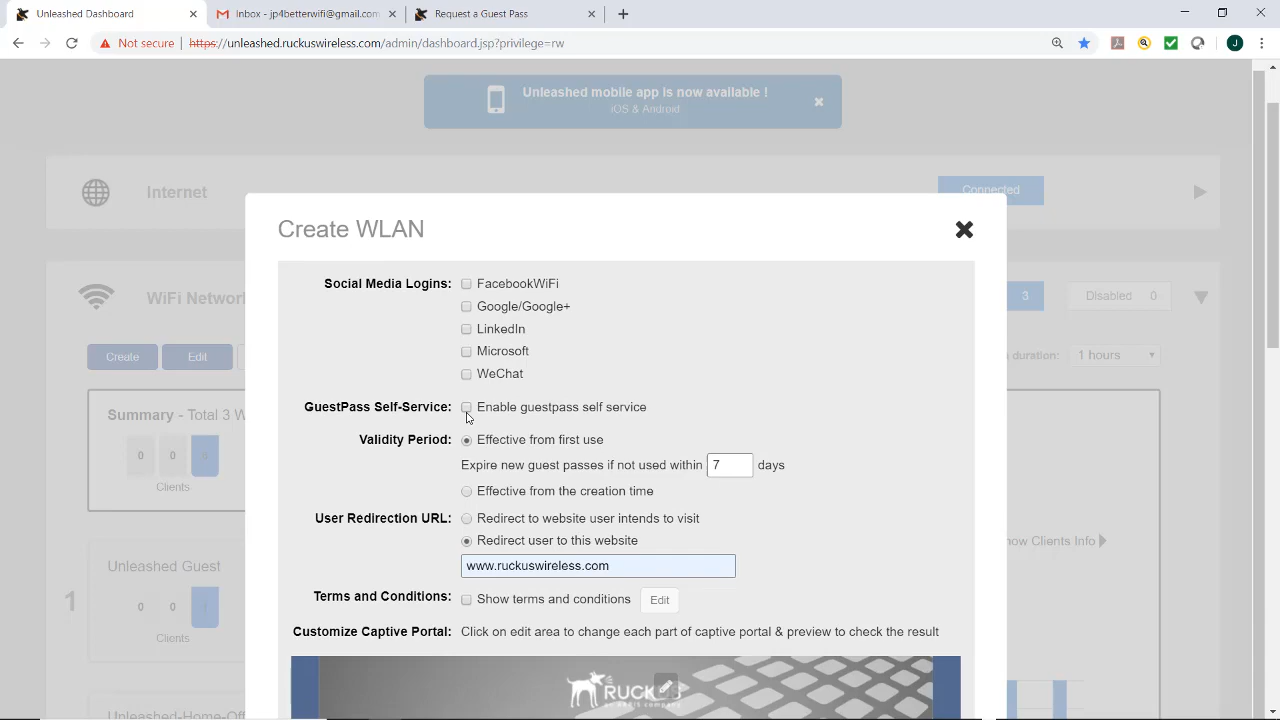 Unleashed Dashboard
Inbox - jp4betterwifi@gmail.com
Request a Guest Pass
Not secure
https://unleashed.ruckuswireless.com/admin/dashboard.jsp?privilege=rw
J
Unleashed mobile app is now available !
iOS & Android
Internet
Connected
Create WLAN
WiFi Network
3
Disabled 0
Create
Edit
duration:
1 hours
Social Media Logins:
FacebookWiFi
Google/Google+
LinkedIn
Microsoft
WeChat
Summary - Total 3 W
0 0 6
Clients
GuestPass Self-Service:
Enable guestpass self service
Validity Period:
Effective from first use
Expire new guest passes if not used within 7 days
Effective from the creation time
User Redirection URL:
Redirect to website user intends to visit
Redirect user to this website
www.ruckuswireless.com
how Clients Info
Unleashed Guest
1
0 0
Clients
Terms and Conditions:
Show terms and conditions
Edit
Customize Captive Portal:
Click on edit area to change each part of captive portal & preview to check the result
RUCKUS
Unleashed-Home-Off